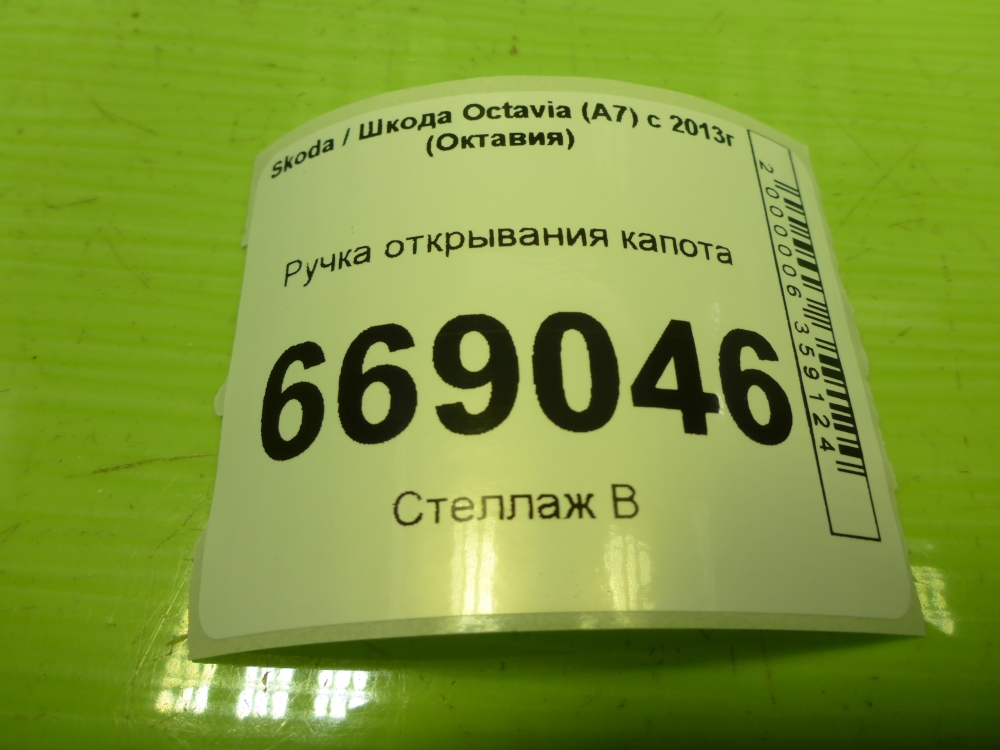 Skoda / Шкода Octavia (A7) с 2013г
(Октавия)
Ручка открывания капота
669046
Стеллаж В
2000006359124